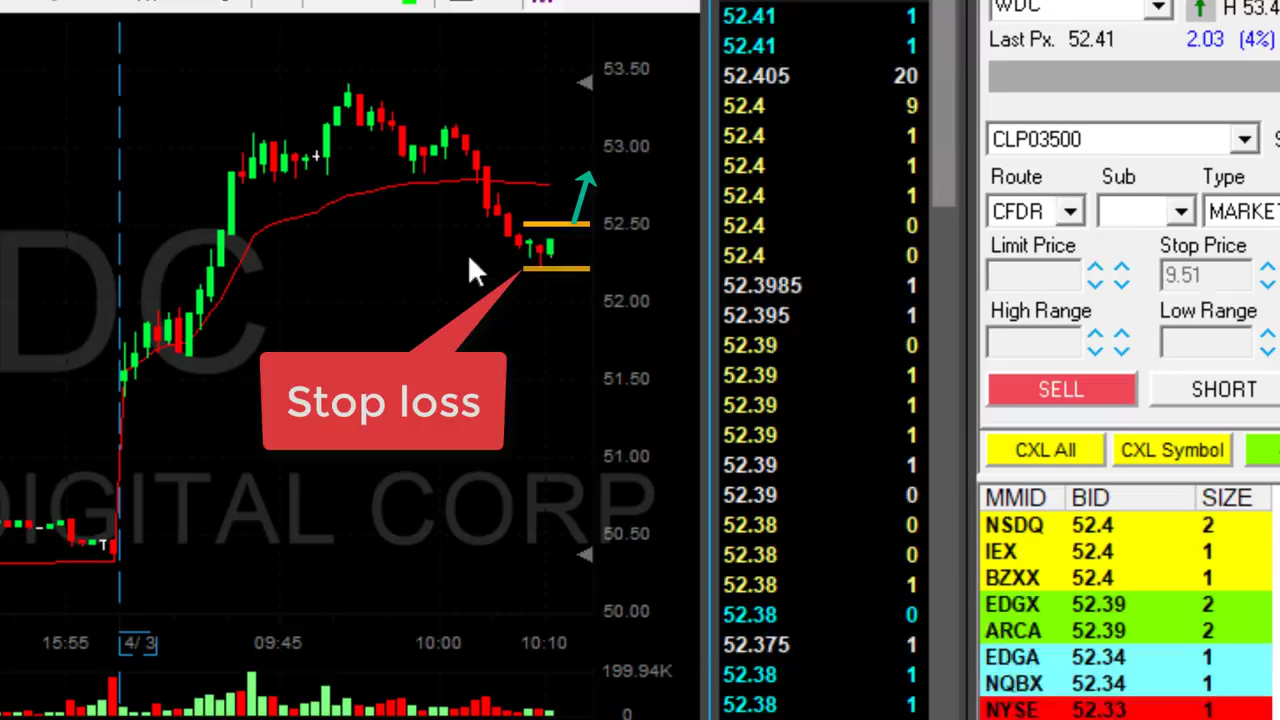 53.50
53.00
52.50
52.00
51.50
51.00
50.50
50.00
DC
DIGITAL CORP
Stop loss
T
15:55
4/ 3
09:45
10:00
10:10
199.94K
0
52.41 1
52.41 1
52.405 20
52.4 9
52.4 1
52.4 1
52.4 1
52.4 0
52.4 0
52.3985 1
52.395 1
52.39 0
52.39 1
52.39 1
52.39 1
52.39 1
52.39 0
52.38 0
52.38 0
52.38 1
52.38 0
52.375 1
52.38 1
52.38 1
WDC
H 53.4
Last Px. 52.41 2.03 (4%)
CLP03500
Route Sub Type
CFDR MARKET
Limit Price Stop Price
9.51
High Range Low Range
SELL SHORT
CXL All CXL Symbol
MMID BID SIZE
NSDQ 52.4 2
IEX 52.4 1
BZXX 52.4 1
EDGX 52.39 2
ARCA 52.39 2
EDGA 52.34 1
NQBX 52.34 1
NYSE 52.33 1